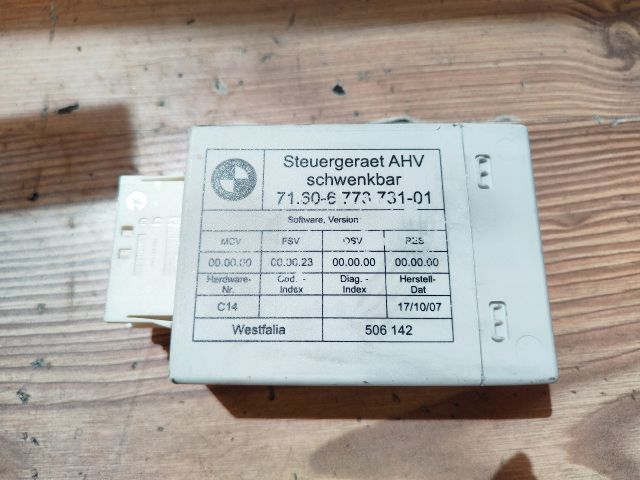 Steuergeraet AHV
schwenkbar
71.60-6 773 731-01
Software, Version
MCV FSV OSV RES
00.00.00 00.00.23 00.00.00 00.00.00
Hardware-Nr. Cod. - Index Diag. - Index Herstell-Dat
C14 17/10/07
Westfalia 506 142